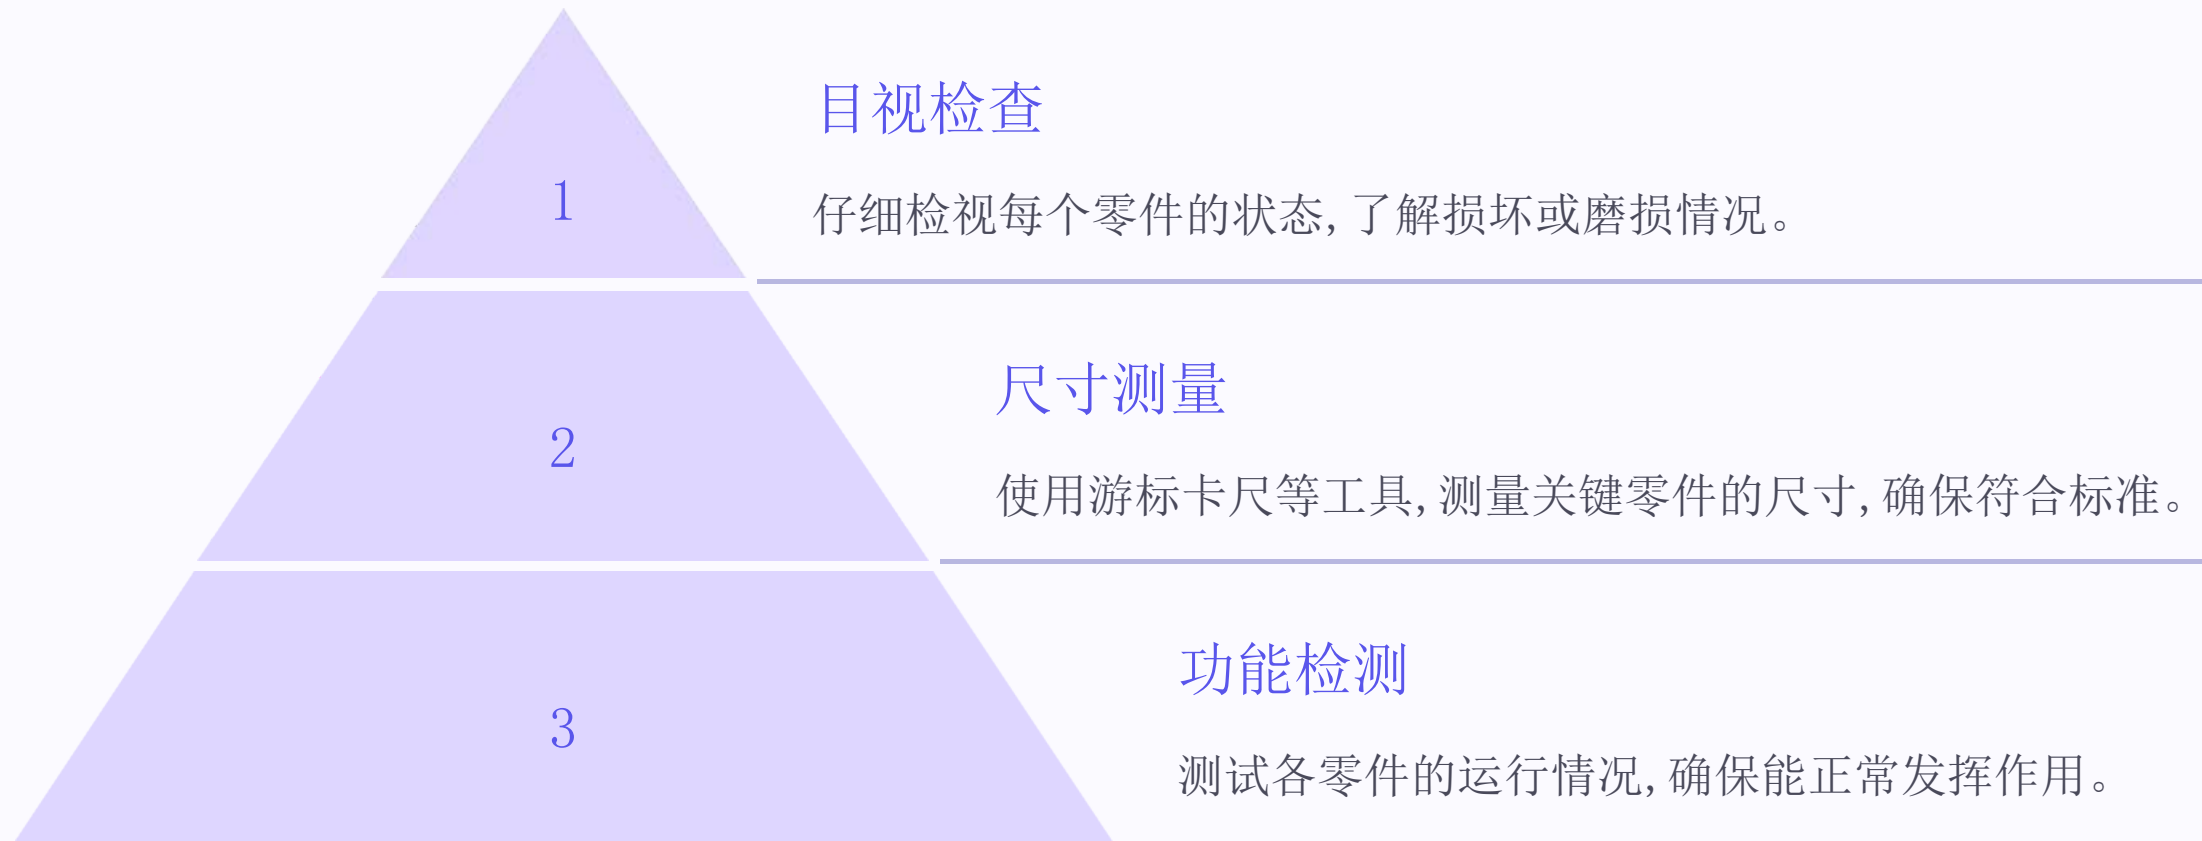 目视检查
1
仔细检视每个零件的状态,了解损坏或磨损情况。
尺寸测量
2
使用游标卡尺等工具,测量关键零件的尺寸,确保符合标准。
功能检测
3
测试各零件的运行情况,确保能正常发挥作用。